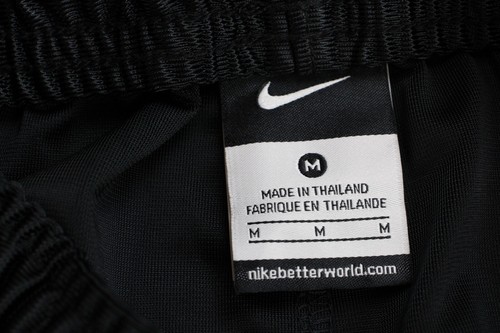 M
MADE IN THAILAND
FABRIQUE EN THAILANDE
M M M
nikebetterworld.com